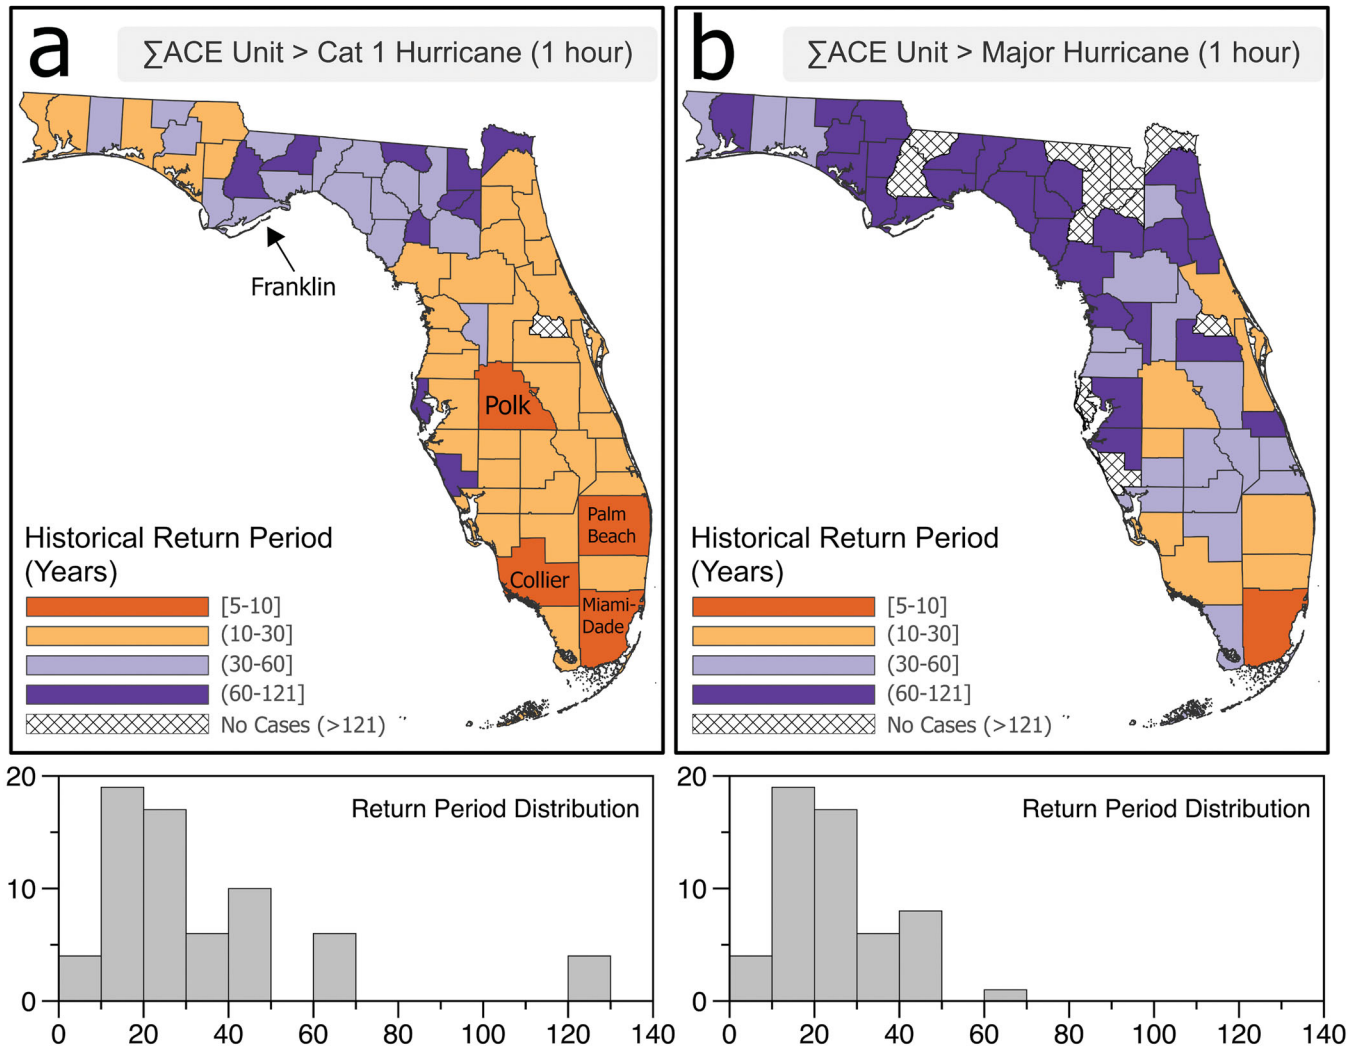 a
∑ACE Unit > Cat 1 Hurricane (1 hour)
Franklin
Polk
Palm
Beach
Collier
Miami-
Dade
Historical Return Period
(Years)
[5-10]
(10-30]
(30-60]
(60-121]
No Cases (>121)
b
∑ACE Unit > Major Hurricane (1 hour)
Historical Return Period
(Years)
[5-10]
(10-30]
(30-60]
(60-121]
No Cases (>121)
Return Period Distribution
20
10
0
0 20 40 60 80 100 120 140
Return Period Distribution
20
10
0
0 20 40 60 80 100 120 140